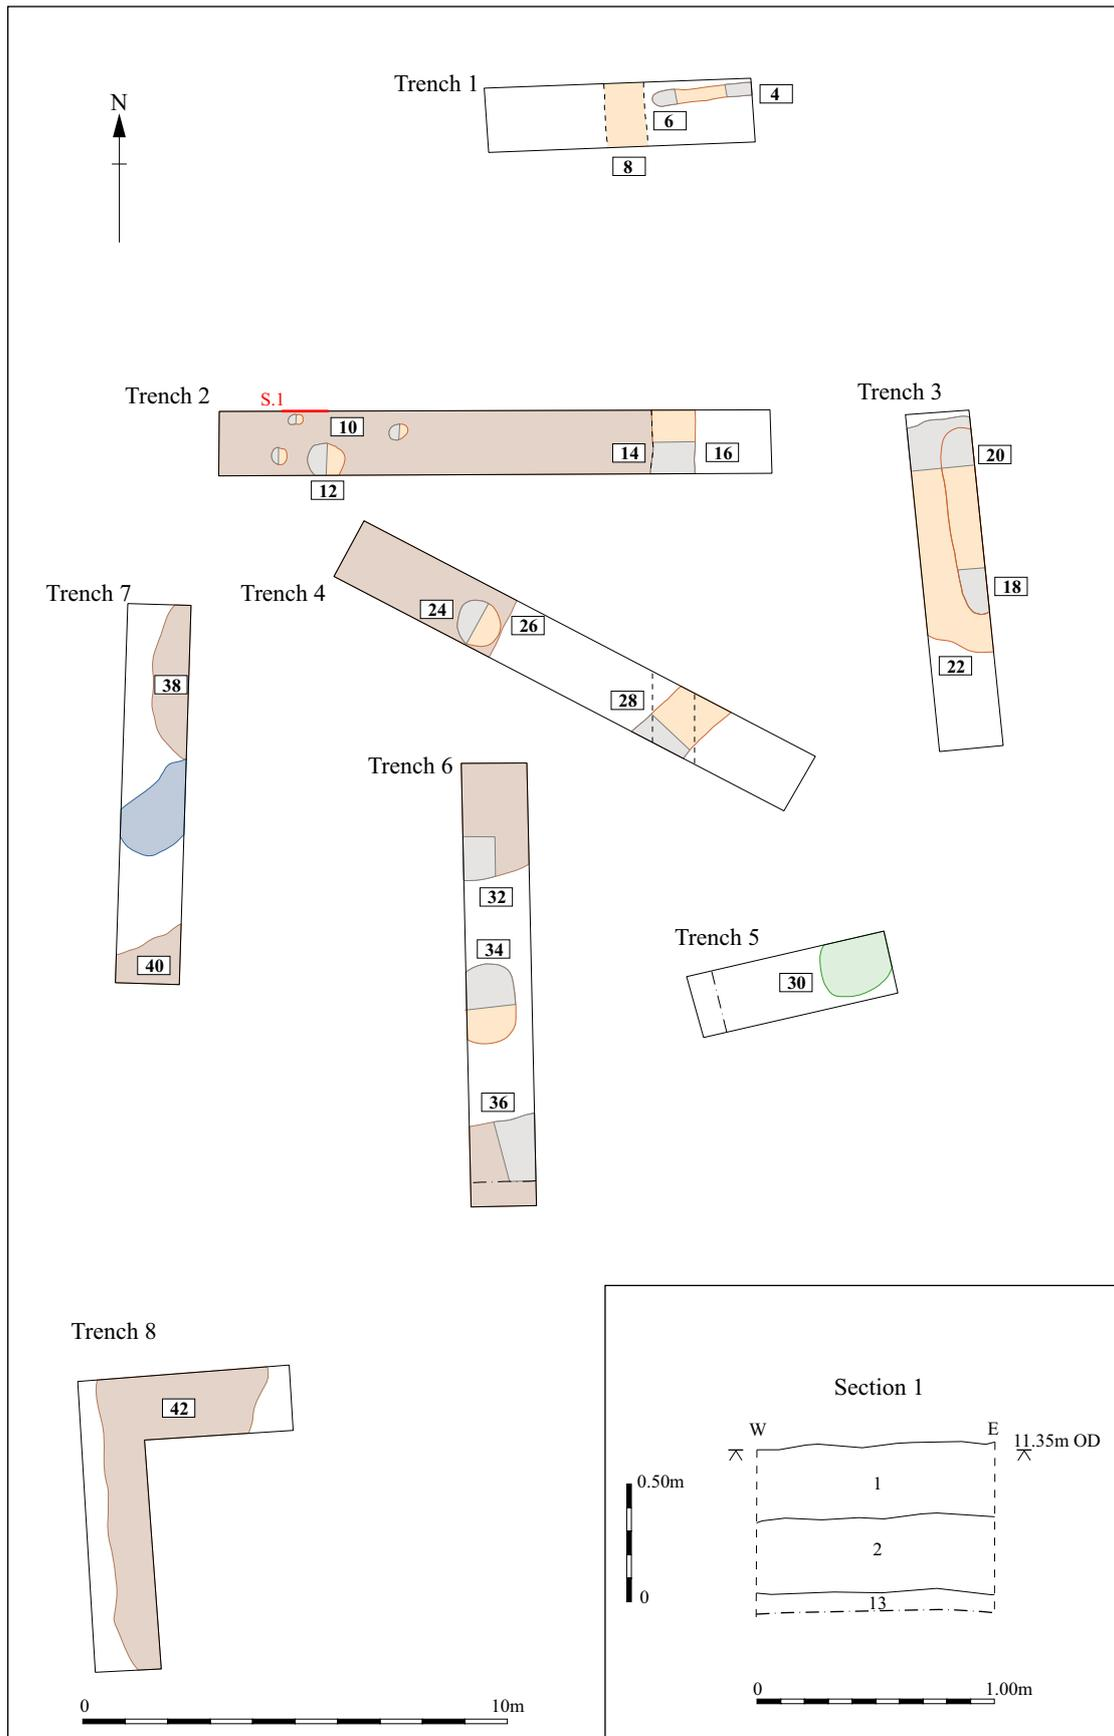 Trench 1
N
4
6
8
Trench 2
S.1
10
12
14
16
Trench 3
20
18
22
Trench 7
Trench 4
24
26
28
38
Trench 6
40
32
34
36
Trench 5
30
Trench 8
42
0 10m
Section 1
W E
11.35m OD
1
0.50m
2
0
13
0 1.00m